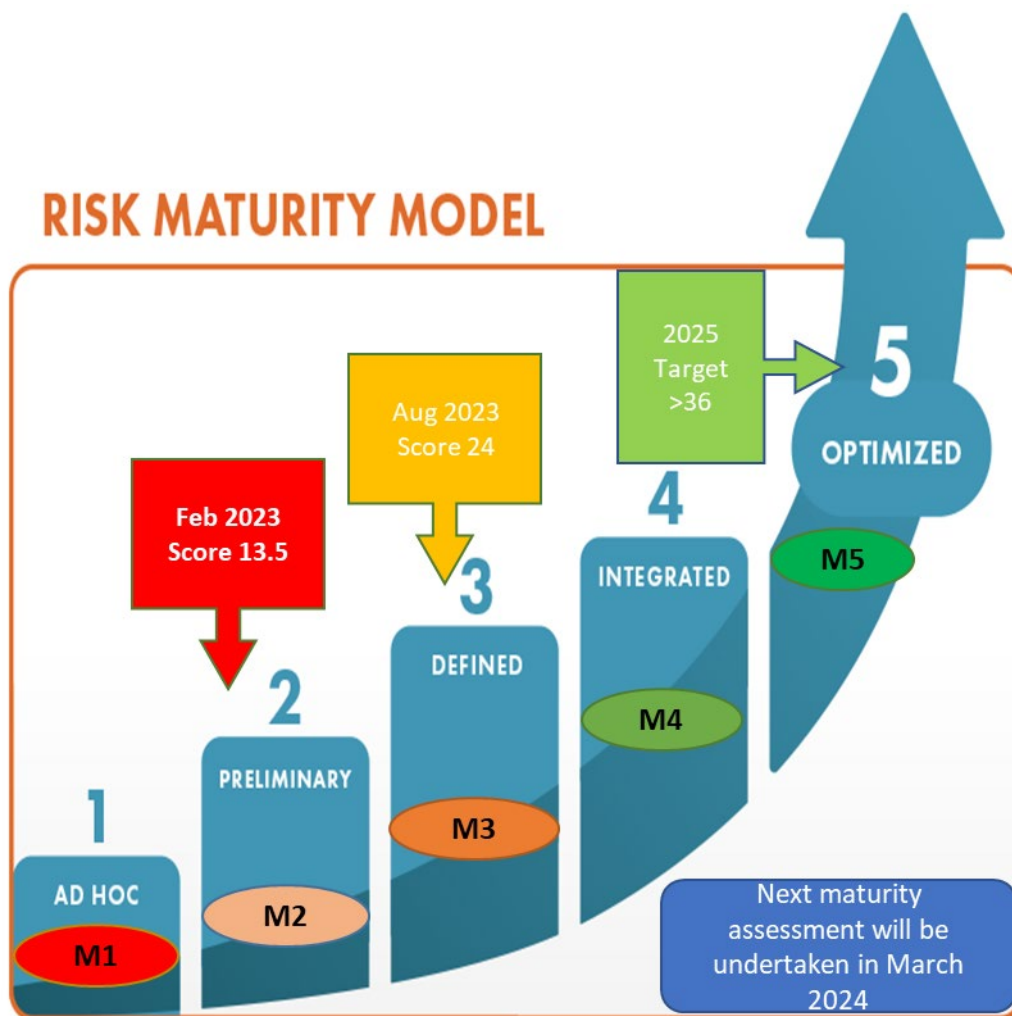 RISK MATURITY MODEL
1
AD HOC
M1
Feb 2023
Score 13.5
2
PRELIMINARY
M2
Aug 2023
Score 24
3
DEFINED
M3
2025
Target
>36
4
INTEGRATED
M4
5
OPTIMIZED
M5
Next maturity
assessment will be
undertaken in March
2024